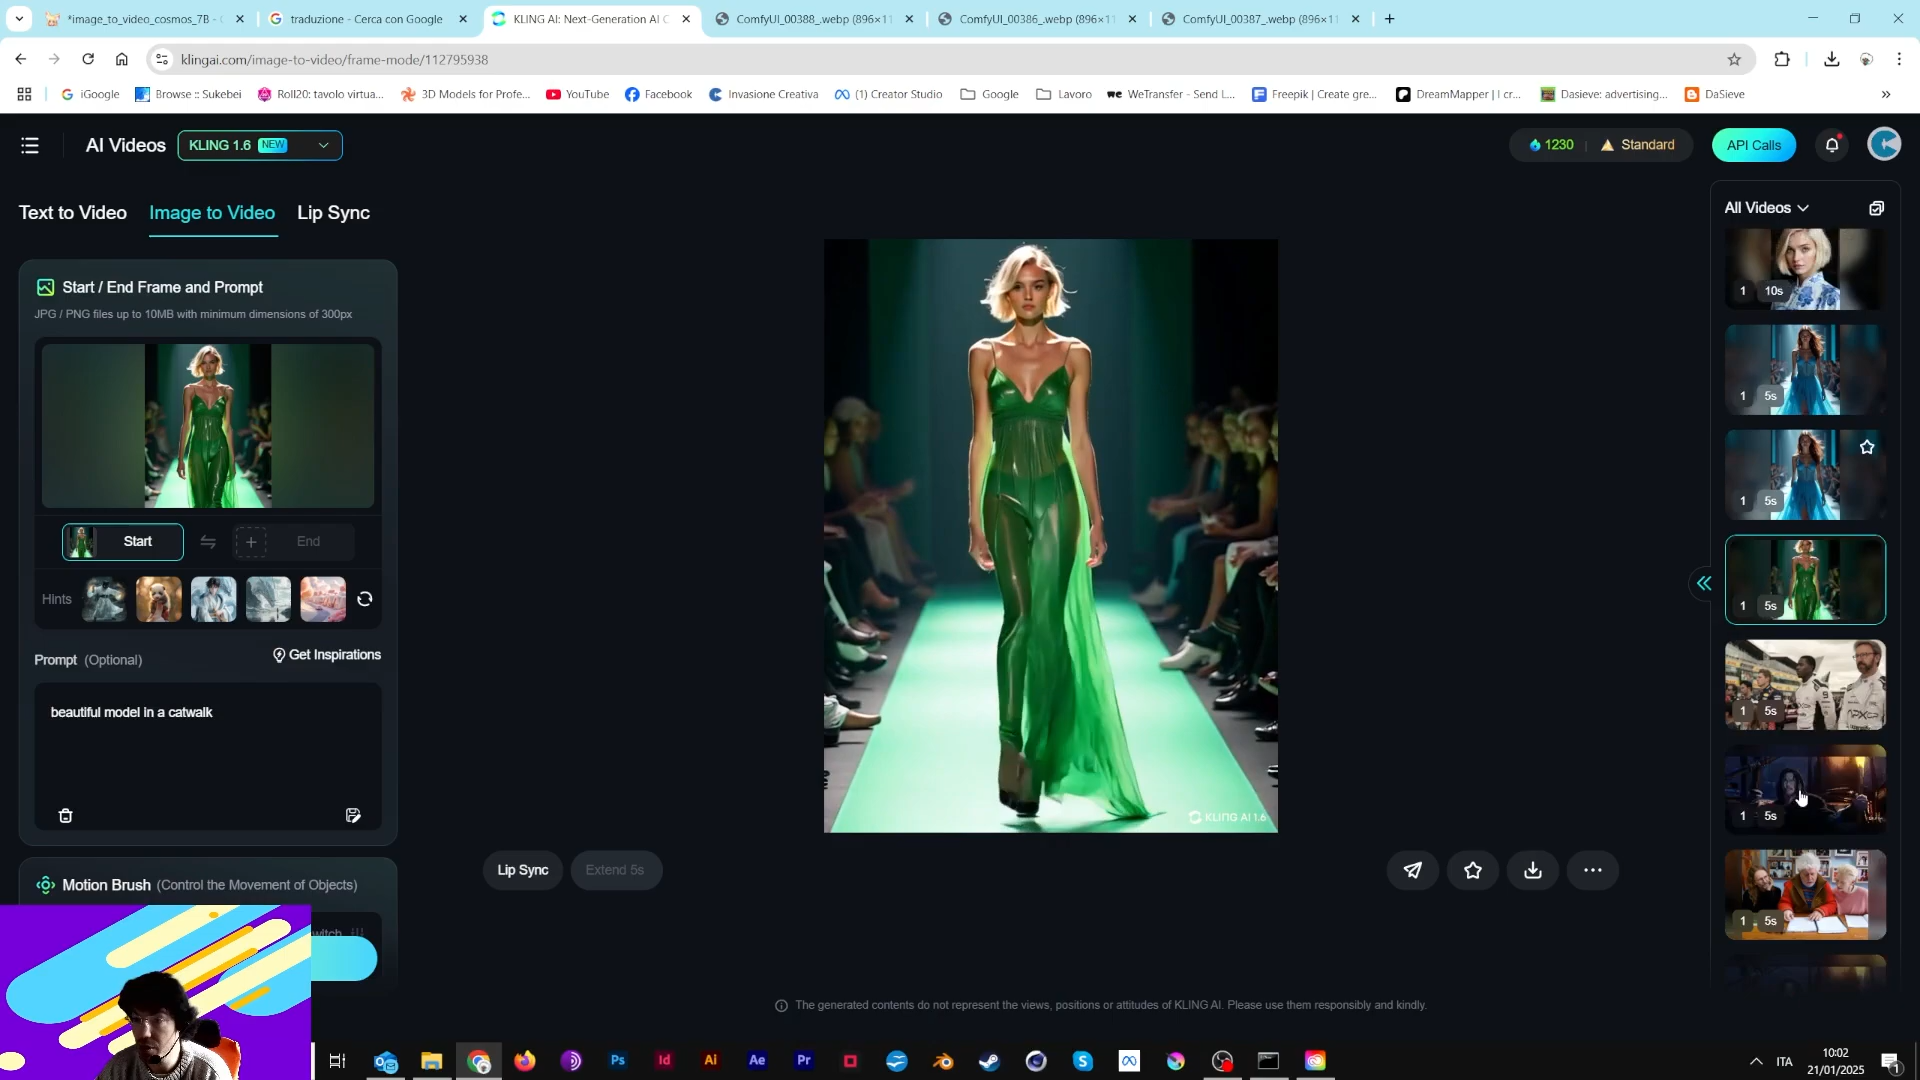 *image_to_video_cosmos_7B - C
traduzione - Cerca con Google
KLING AI: Next-Generation AI C
ComfyUI_00388_.webp (896×11
ComfyUI_00386_.webp (896×11
ComfyUI_00387_.webp (896×11
klingai.com/image-to-video/frame-mode/112795938
iGoogle
Browse :: Sukebei
Roll20: tavolo virtua...
3D Models for Profe...
YouTube
Facebook
Invasione Creativa
(1) Creator Studio
Google
Lavoro
WeTransfer - Send L...
Freepik | Create gre...
DreamMapper | I cr...
Dasieve: advertising...
DaSieve
AI Videos
KLING 1.6 NEW
1230
Standard
API Calls
Text to Video
Image to Video
Lip Sync
All Videos
Start / End Frame and Prompt
JPG / PNG files up to 10MB with minimum dimensions of 300px
Start
End
Hints
Prompt (Optional)
Get Inspirations
beautiful model in a catwalk
Motion Brush (Control the Movement of Objects)
KLING AI 1.6
Lip Sync
Extend 5s
1 10s
1 5s
1 5s
1 5s
1 5s
1 5s
1 5s
The generated contents do not represent the views, positions or attitudes of KLING AI. Please use them responsibly and kindly.
Ps
Id
Ai
Ae
Pr
ITA
10:02
21/01/2025
1